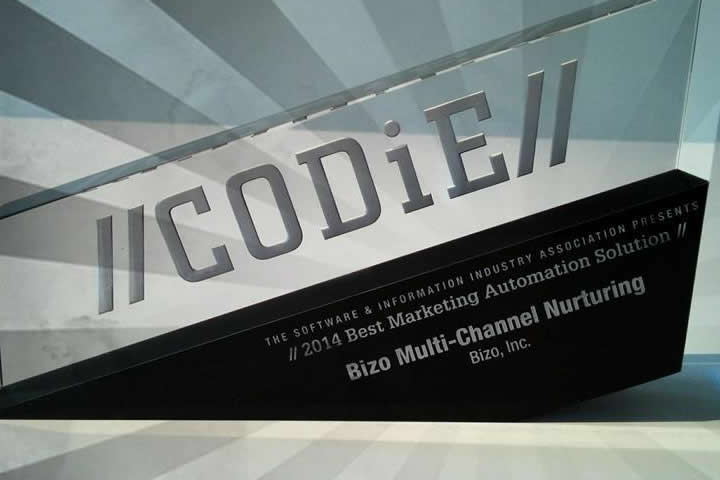 //CODiE//
THE SOFTWARE & INFORMATION INDUSTRY ASSOCIATION PRESENTS
// 2014 Best Marketing Automation Solution //
Bizo Multi-Channel Nurturing
Bizo, Inc.